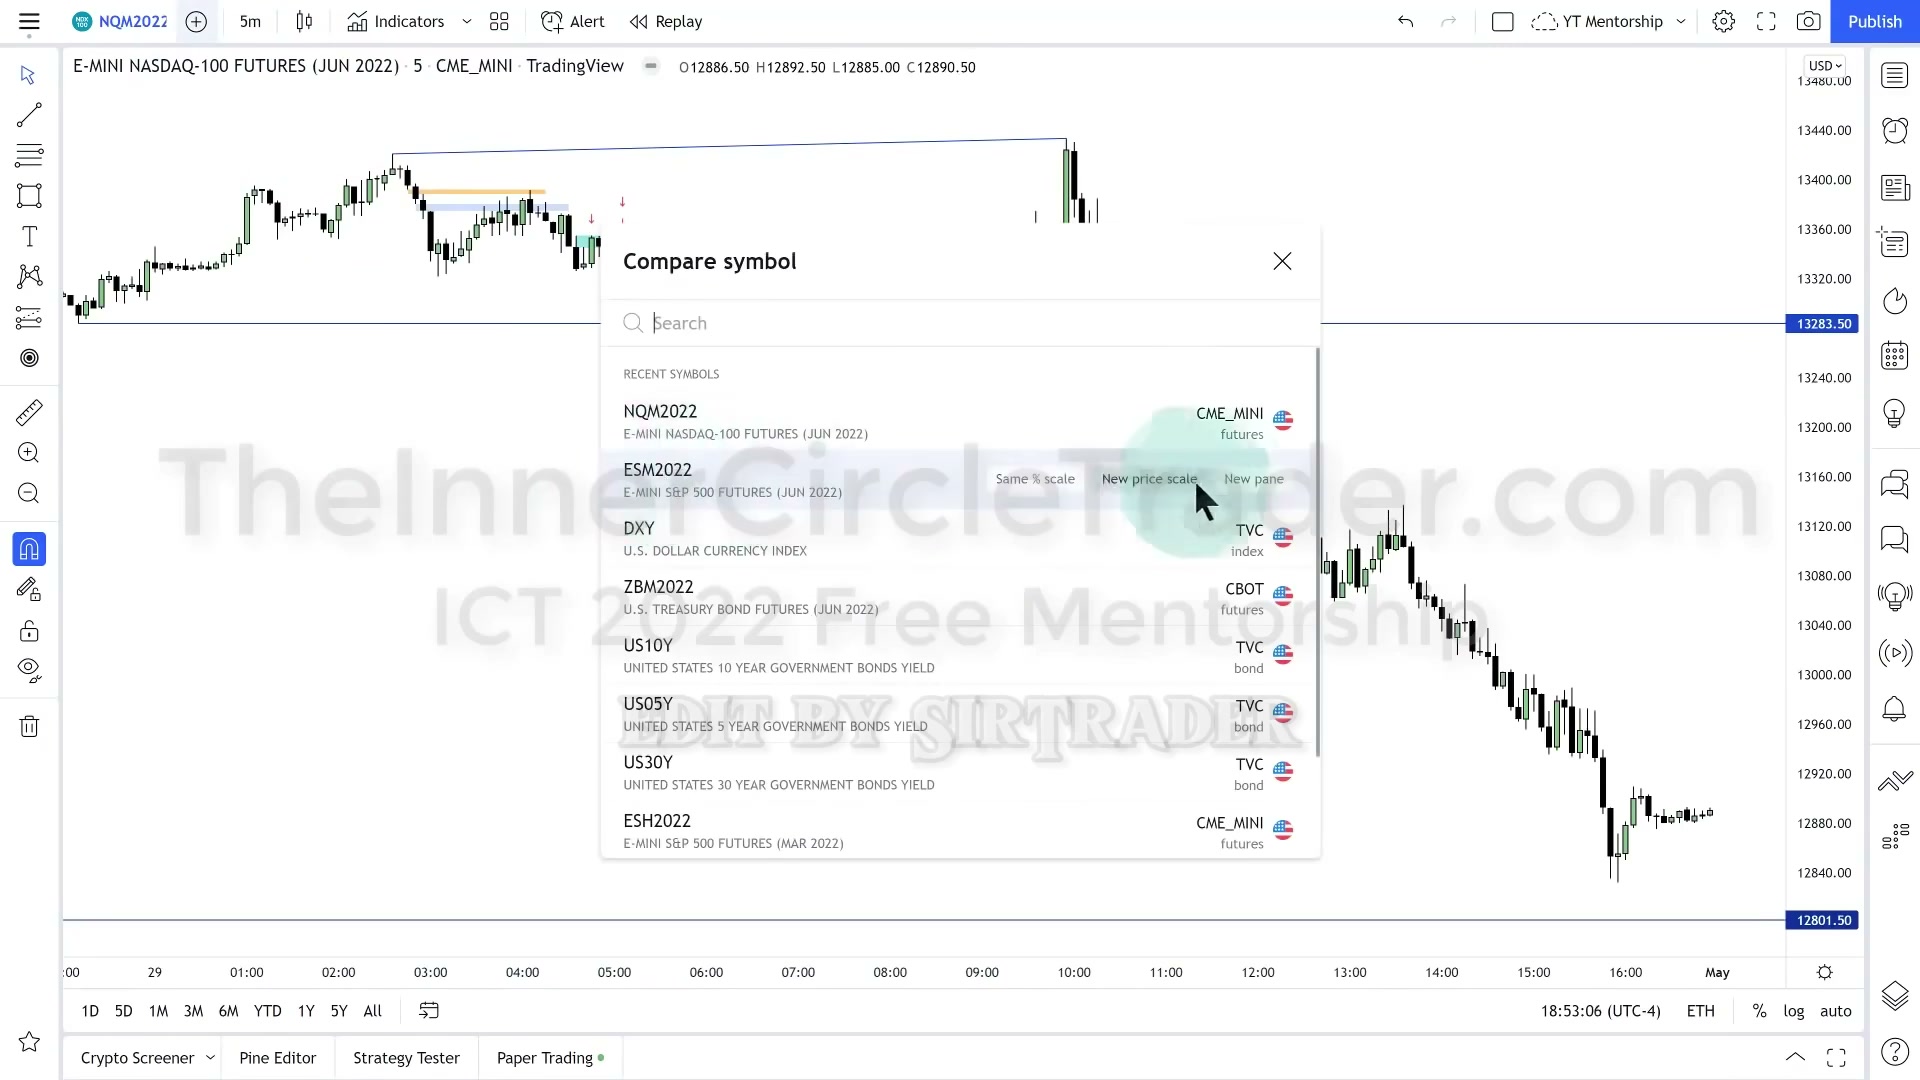 NQM2022 5m Indicators Alert Replay YT Mentorship Publish
E-MINI NASDAQ-100 FUTURES (JUN 2022) · 5 · CME_MINI · TradingView O12886.50 H12892.50 L12885.00 C12890.50
USD
13480.00
13440.00
13400.00
13360.00
13320.00
13283.50
13240.00
13200.00
13160.00
13120.00
13080.00
13040.00
13000.00
12960.00
12920.00
12880.00
12840.00
12801.50
Compare symbol
Search
RECENT SYMBOLS
NQM2022 CME_MINI
E-MINI NASDAQ-100 FUTURES (JUN 2022) futures
ESM2022 Same % scale New price scale New pane
E-MINI S&P 500 FUTURES (JUN 2022)
DXY TVC
U.S. DOLLAR CURRENCY INDEX index
ZBM2022 CBOT
U.S. TREASURY BOND FUTURES (JUN 2022) futures
US10Y TVC
UNITED STATES 10 YEAR GOVERNMENT BONDS YIELD bond
US05Y TVC
UNITED STATES 5 YEAR GOVERNMENT BONDS YIELD bond
US30Y TVC
UNITED STATES 30 YEAR GOVERNMENT BONDS YIELD bond
ESH2022 CME_MINI
E-MINI S&P 500 FUTURES (MAR 2022) futures
TheInnerCircleTrader.com
ICT 2022 Free Mentorship
EDIT BY SIRTRADER
:00 29 01:00 02:00 03:00 04:00 05:00 06:00 07:00 08:00 09:00 10:00 11:00 12:00 13:00 14:00 15:00 16:00 May
1D 5D 1M 3M 6M YTD 1Y 5Y All 18:53:06 (UTC-4) ETH % log auto
Crypto Screener Pine Editor Strategy Tester Paper Trading